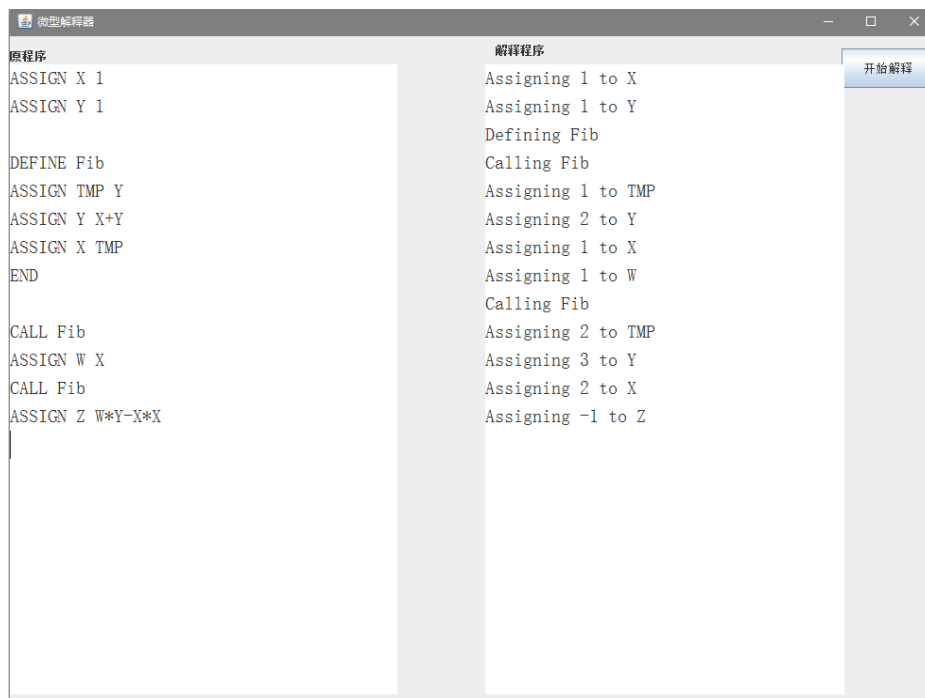 微型解释器
原程序
ASSIGN X 1
ASSIGN Y 1
DEFINE Fib
ASSIGN TMP Y
ASSIGN Y X+Y
ASSIGN X TMP
END
CALL Fib
ASSIGN W X
CALL Fib
ASSIGN Z W*Y-X*X
解释程序
Assigning 1 to X
Assigning 1 to Y
Defining Fib
Calling Fib
Assigning 1 to TMP
Assigning 2 to Y
Assigning 1 to X
Assigning 1 to W
Calling Fib
Assigning 2 to TMP
Assigning 3 to Y
Assigning 2 to X
Assigning -1 to Z
开始解释